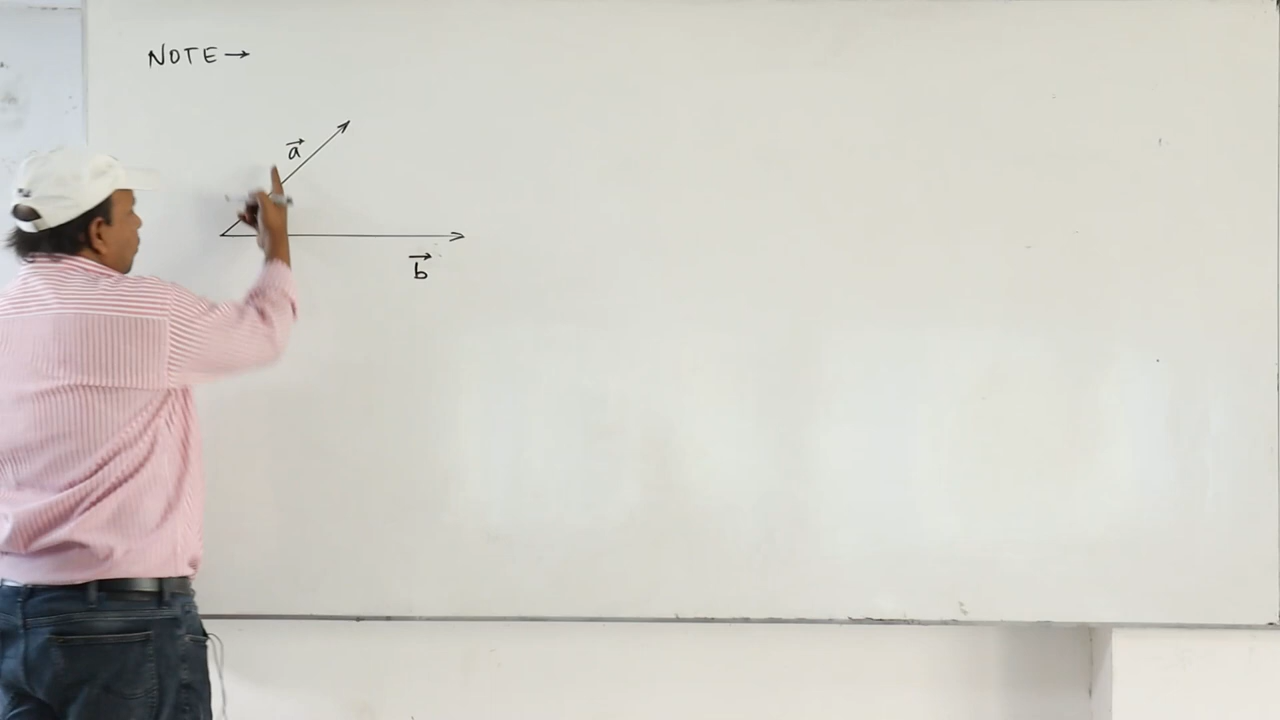 NOTE →
a⃗
b⃗